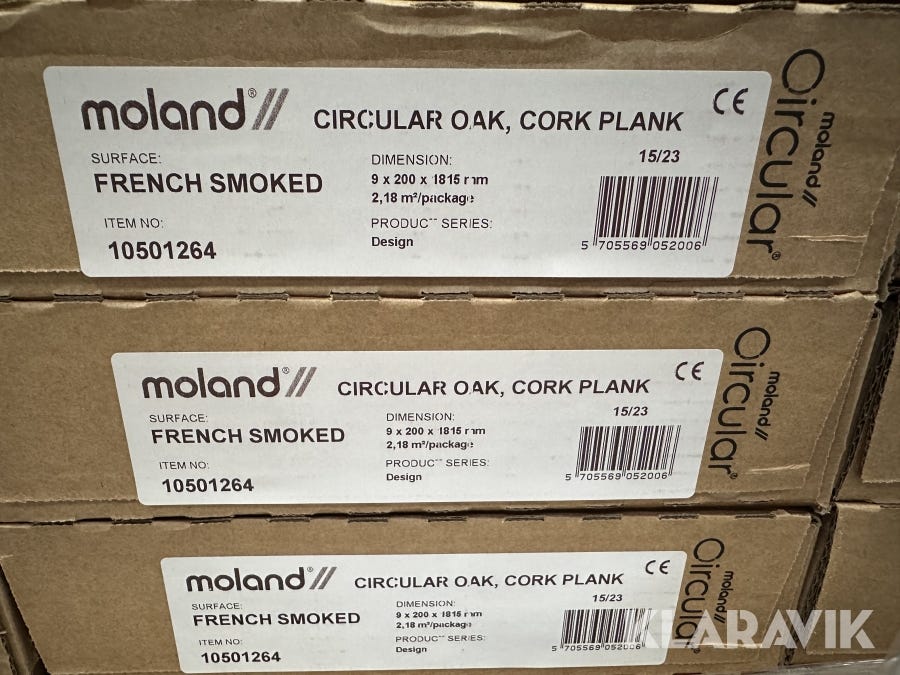 moland®//
CIRCULAR OAK, CORK PLANK
CE
SURFACE:
FRENCH SMOKED
ITEM NO:
10501264
DIMENSION:
9 x 200 x 1815 mm
2,18 m²/package
PRODUCT SERIES:
Design
15/23
5 705569 052006
moland//
Circular®
moland®//
CIRCULAR OAK, CORK PLANK
CE
SURFACE:
FRENCH SMOKED
ITEM NO:
10501264
DIMENSION:
9 x 200 x 1815 mm
2,18 m²/package
PRODUCT SERIES:
Design
15/23
5 705569 052006
moland//
Circular®
moland®//
CIRCULAR OAK, CORK PLANK
CE
SURFACE:
FRENCH SMOKED
ITEM NO:
10501264
DIMENSION:
9 x 200 x 1815 mm
2,18 m²/package
PRODUCT SERIES:
Design
15/23
5 705569 052006
moland//
Circular
KLARAVIK